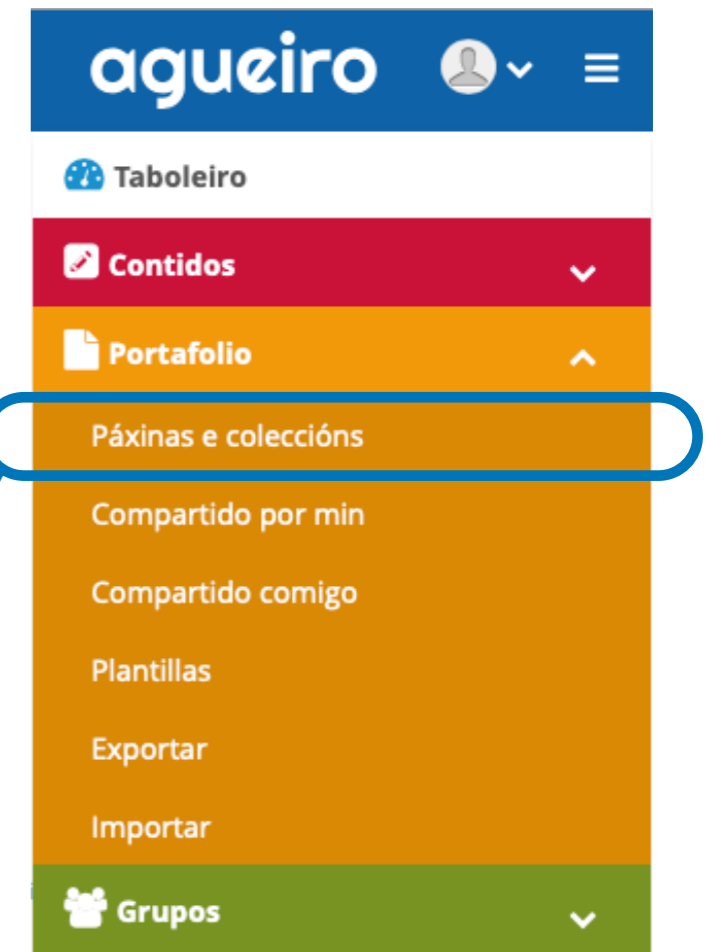 agueiro
Taboleiro
Contidos
Portafolio
Páxinas e coleccións
Compartido por min
Compartido comigo
Plantillas
Exportar
Importar
Grupos